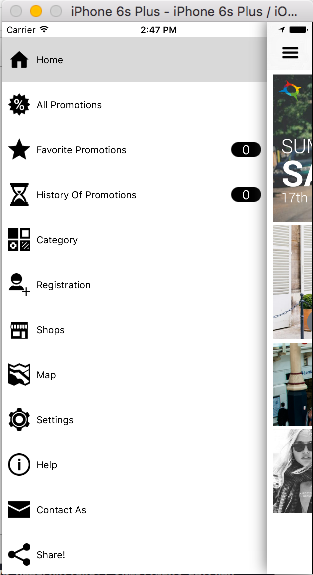 iPhone 6s Plus - iPhone 6s Plus / iO...
Carrier 2:47 PM
Home
All Promotions
Favorite Promotions 0
History Of Promotions 0
Category
Registration
Shops
Map
Settings
Help
Contact As
Share!
SUM
SA
17th